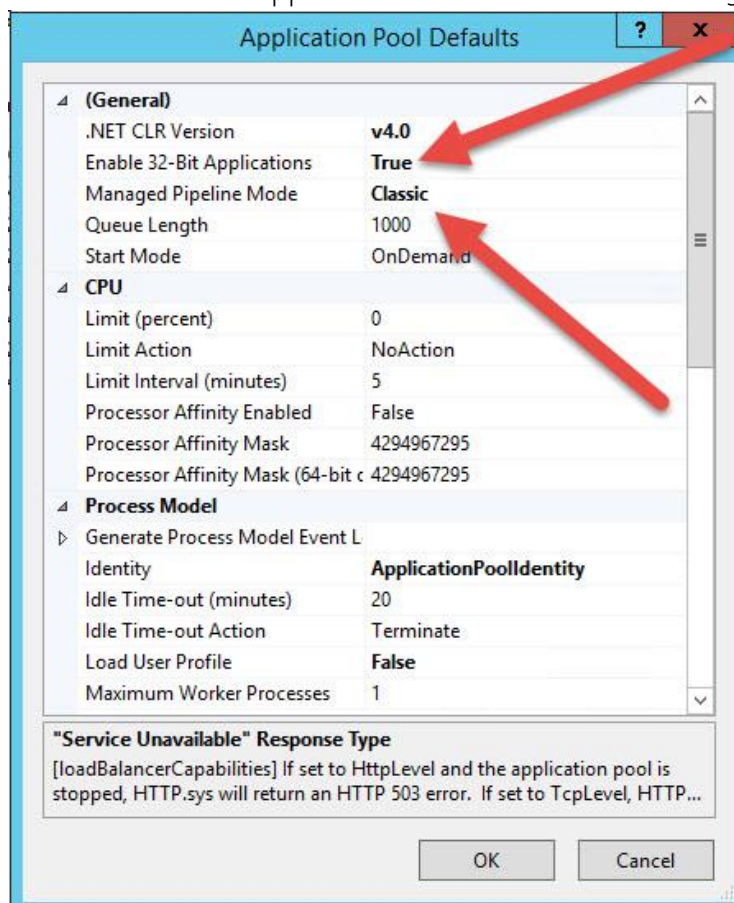 Application Pool Defaults ? x
(General)
.NET CLR Version v4.0
Enable 32-Bit Applications True
Managed Pipeline Mode Classic
Queue Length 1000
Start Mode OnDemand
CPU
Limit (percent) 0
Limit Action NoAction
Limit Interval (minutes) 5
Processor Affinity Enabled False
Processor Affinity Mask 4294967295
Processor Affinity Mask (64-bit c 4294967295
Process Model
Generate Process Model Event L
Identity ApplicationPoolIdentity
Idle Time-out (minutes) 20
Idle Time-out Action Terminate
Load User Profile False
Maximum Worker Processes 1
"Service Unavailable" Response Type
[loadBalancerCapabilities] If set to HttpLevel and the application pool is
stopped, HTTP.sys will return an HTTP 503 error. If set to TcpLevel, HTTP...
OK Cancel